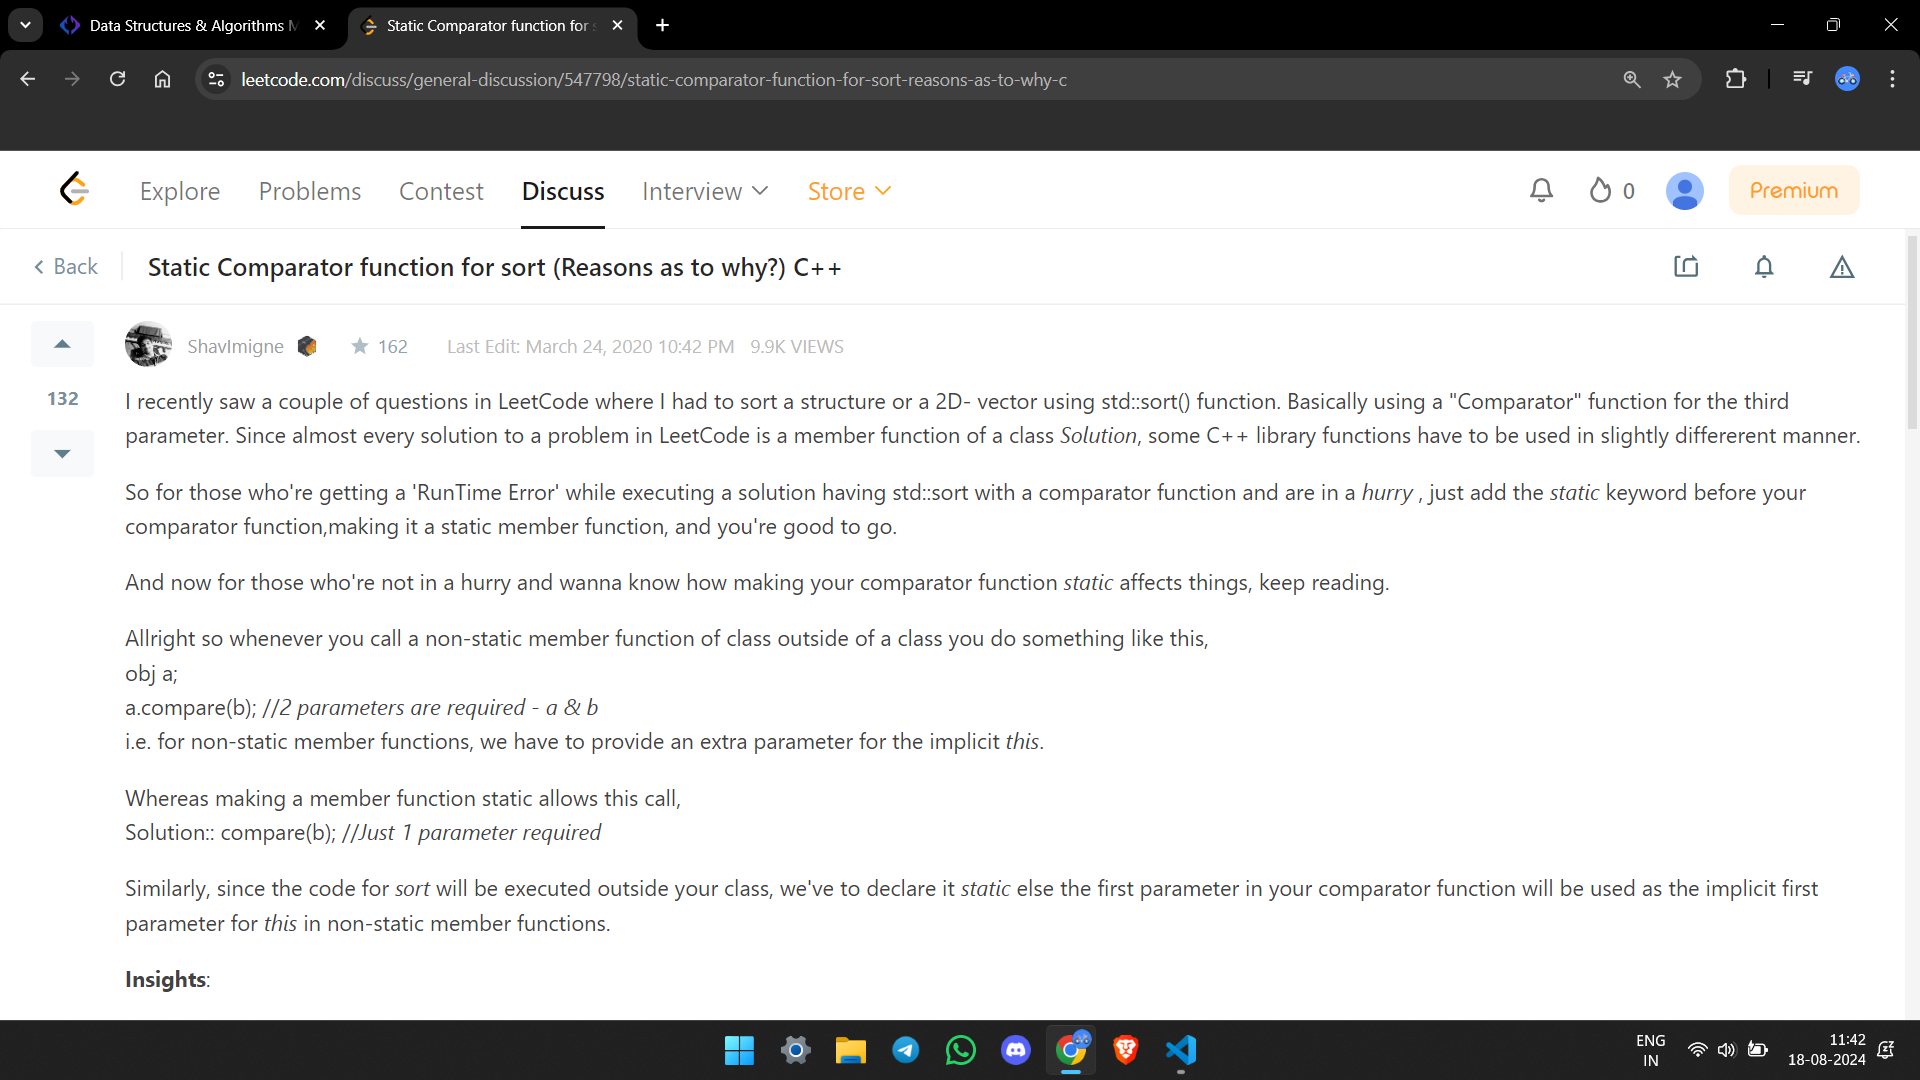 Data Structures & Algorithms M
Static Comparator function for s
leetcode.com/discuss/general-discussion/547798/static-comparator-function-for-sort-reasons-as-to-why-c
Explore Problems Contest Discuss Interview Store 0 Premium
Back Static Comparator function for sort (Reasons as to why?) C++
ShavImigne 162 Last Edit: March 24, 2020 10:42 PM 9.9K VIEWS
132
I recently saw a couple of questions in LeetCode where I had to sort a structure or a 2D- vector using std::sort() function. Basically using a "Comparator" function for the third
parameter. Since almost every solution to a problem in LeetCode is a member function of a class Solution, some C++ library functions have to be used in slightly differerent manner.
So for those who're getting a 'RunTime Error' while executing a solution having std::sort with a comparator function and are in a hurry , just add the static keyword before your
comparator function,making it a static member function, and you're good to go.
And now for those who're not in a hurry and wanna know how making your comparator function static affects things, keep reading.
Allright so whenever you call a non-static member function of class outside of a class you do something like this,
obj a;
a.compare(b); //2 parameters are required - a & b
i.e. for non-static member functions, we have to provide an extra parameter for the implicit this.
Whereas making a member function static allows this call,
Solution:: compare(b); //Just 1 parameter required
Similarly, since the code for sort will be executed outside your class, we've to declare it static else the first parameter in your comparator function will be used as the implicit first
parameter for this in non-static member functions.
Insights:
ENG
IN
11:42
18-08-2024